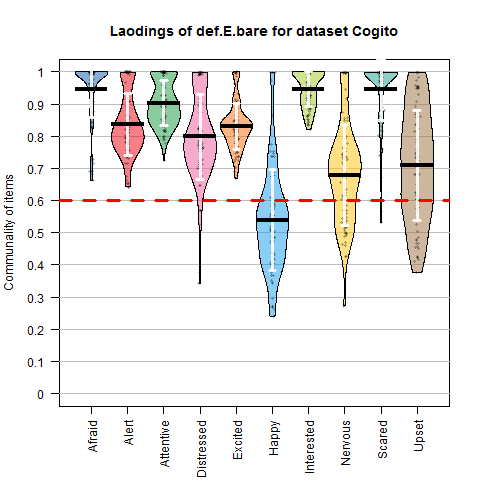 Laodings of def.E.bare for dataset Cogito
Communality of items
1
0.9
0.8
0.7
0.6
0.5
0.4
0.3
0.2
0.1
0
Afraid
Alert
Attentive
Distressed
Excited
Happy
Interested
Nervous
Scared
Upset